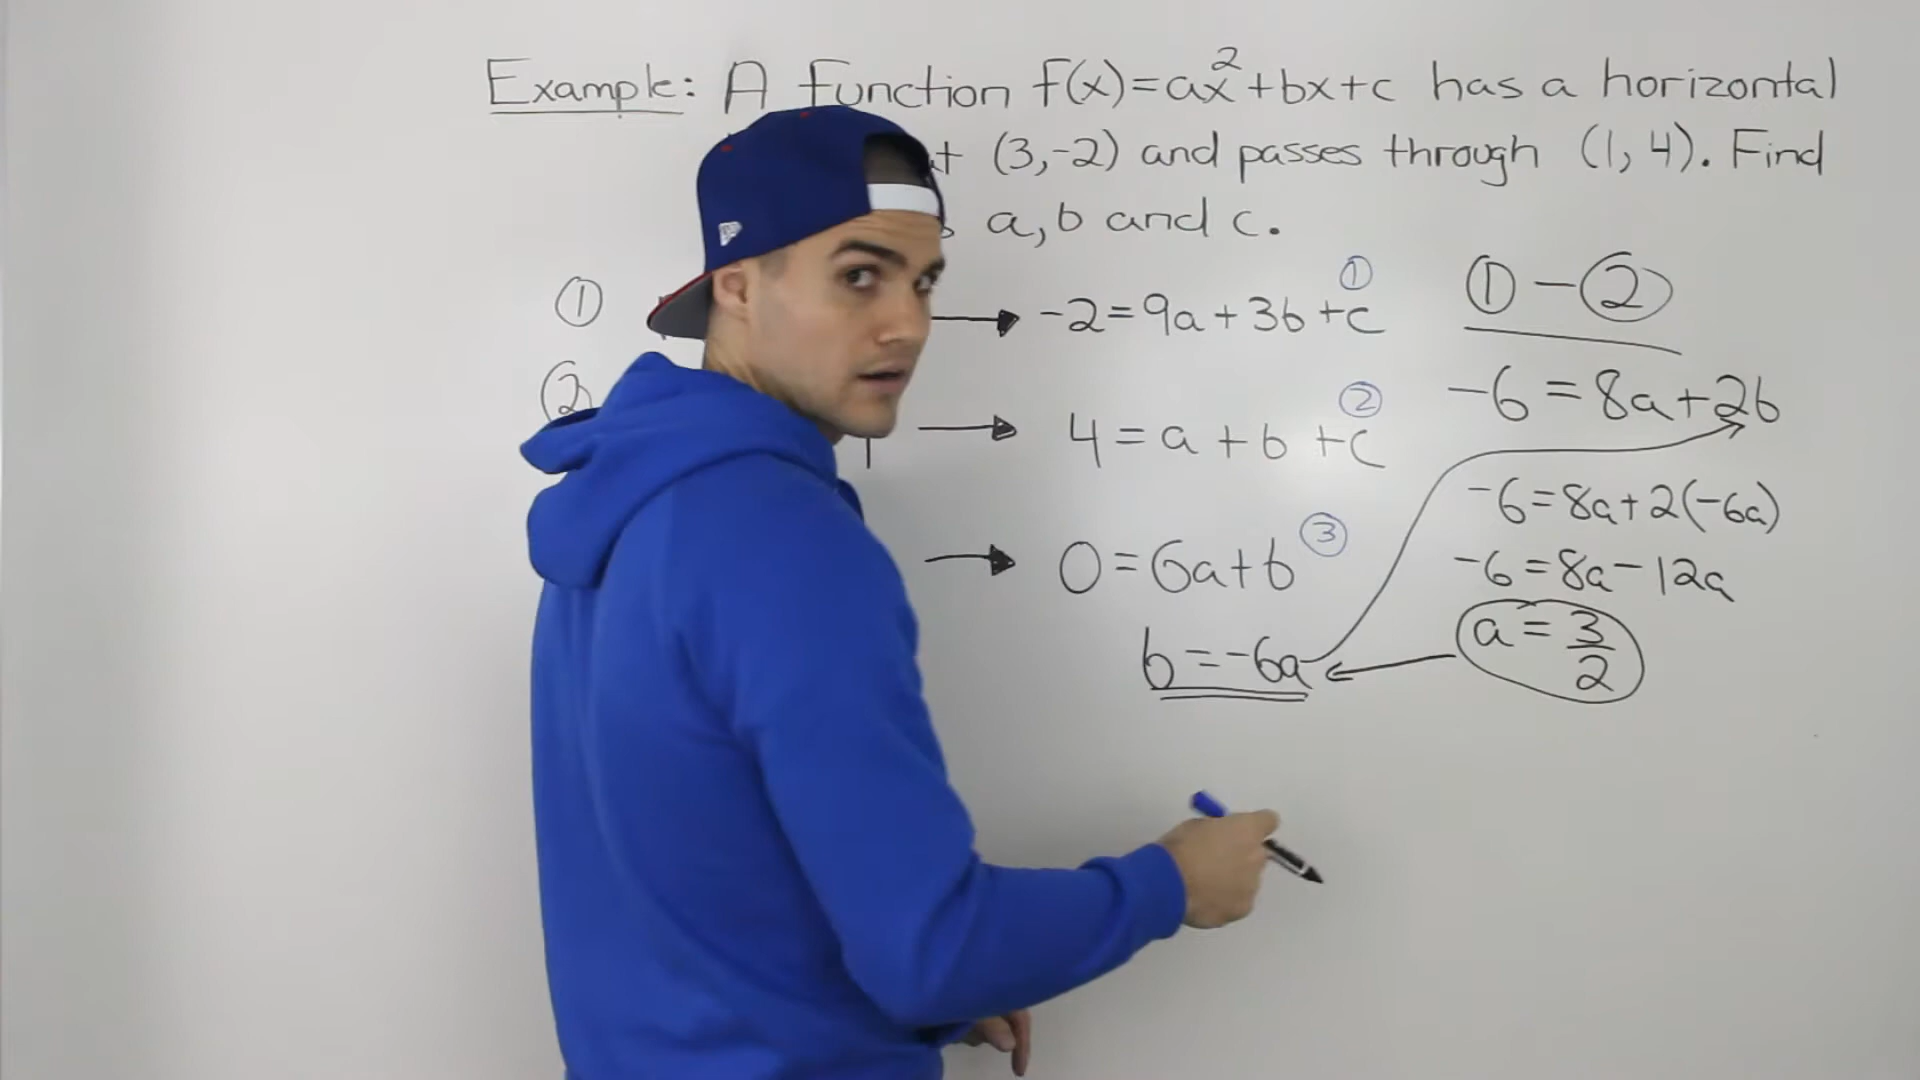 Example: A function f(x)=ax²+bx+c has a horizontal
(3,-2) and passes through (1,4). Find
a, b and c.
① → -2=9a+3b+c ①
② → 4=a+b+c ②
→ 0=6a+b ③
b=-6a
①-②
-6=8a+2b
-6=8a+2(-6a)
-6=8a-12a
a=3/2